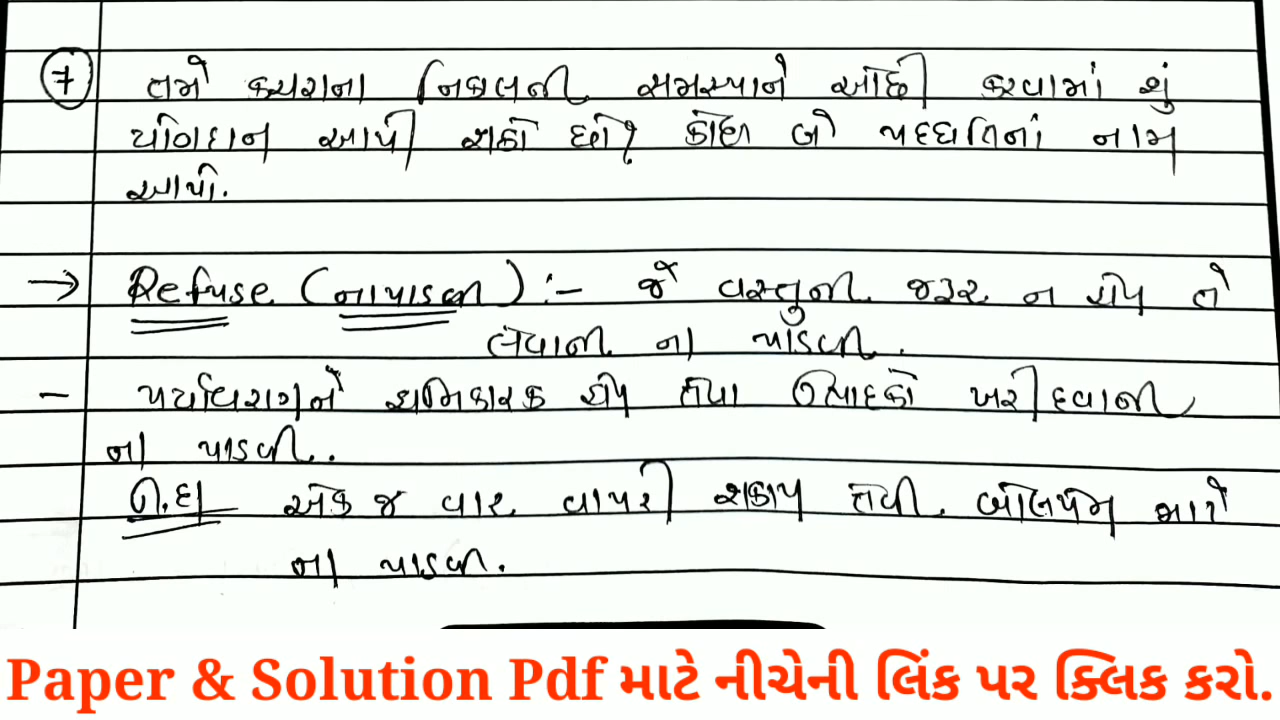 ૭ તમે કચરાના નિકાલની સમસ્યાને ઓછી કરવામાં શું
યોગદાન આપી શકો છો? કોઇ બે પદ્ધતિનાં નામ
આપો.
→ Refuse (નાપાડવી) :- જે વસ્તુની જરૂર ન હોય તે
લેવાની ના પાડવી.
- પર્યાવરણને હાનિકારક હોય તેવા ઉત્પાદકો ખરીદવાની
ના પાડવી..
ઉ.દા એક જ વાર વાપરી શકાય તેવી બોલપેન માટે
ના પાડવી.
Paper & Solution Pdf માટે નીચેની લિંક પર ક્લિક કરો.